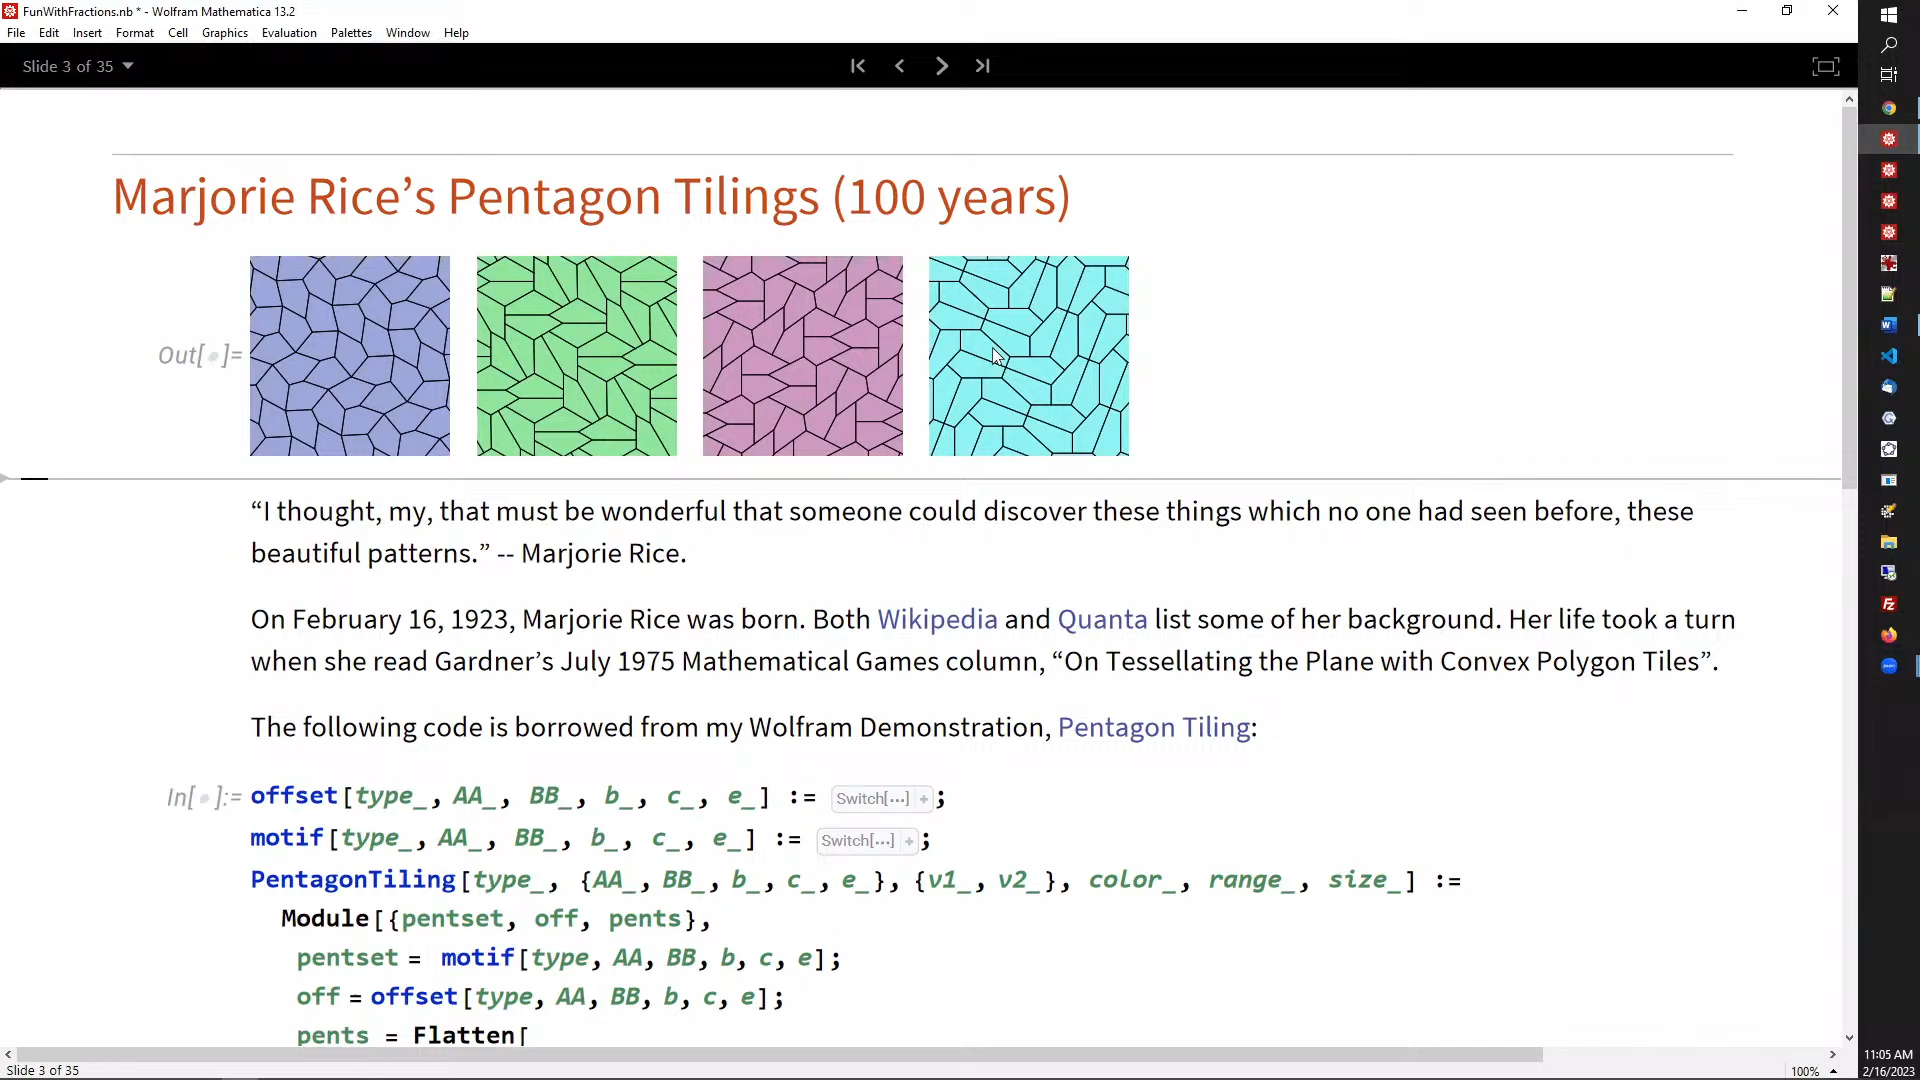 FunWithFractions.nb * - Wolfram Mathematica 13.2
File Edit Insert Format Cell Graphics Evaluation Palettes Window Help
Slide 3 of 35
Marjorie Rice’s Pentagon Tilings (100 years)
Out[ ]=
“I thought, my, that must be wonderful that someone could discover these things which no one had seen before, these
beautiful patterns.” -- Marjorie Rice.
On February 16, 1923, Marjorie Rice was born. Both Wikipedia and Quanta list some of her background. Her life took a turn
when she read Gardner’s July 1975 Mathematical Games column, “On Tessellating the Plane with Convex Polygon Tiles”.
The following code is borrowed from my Wolfram Demonstration, Pentagon Tiling:
In[ ]:= offset[type_, AA_, BB_, b_, c_, e_] := Switch[...] + ;
motif[type_, AA_, BB_, b_, c_, e_] := Switch[...] + ;
PentagonTiling[type_, {AA_, BB_, b_, c_, e_}, {v1_, v2_}, color_, range_, size_] :=
Module[{pentset, off, pents},
pentset = motif[type, AA, BB, b, c, e];
off = offset[type, AA, BB, b, c, e];
pents = Flatten[
Slide 3 of 35
100%
11:05 AM
2/16/2023